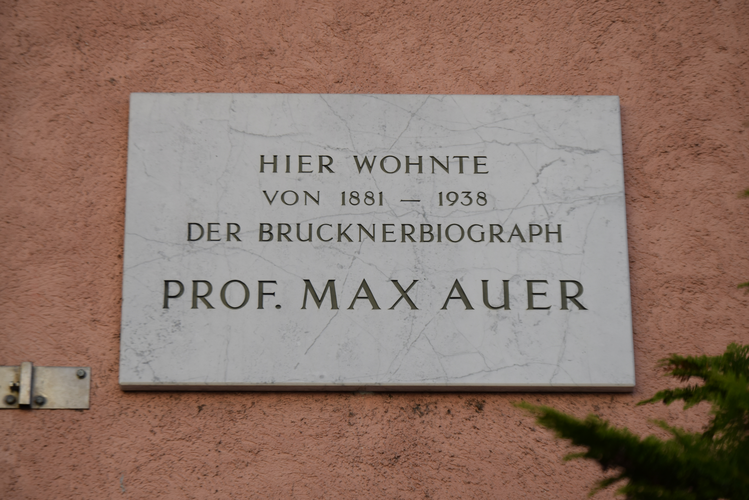 HIER WOHNTE
VON 1881 — 1938
DER BRUCKNERBIOGRAPH
PROF. MAX AUER